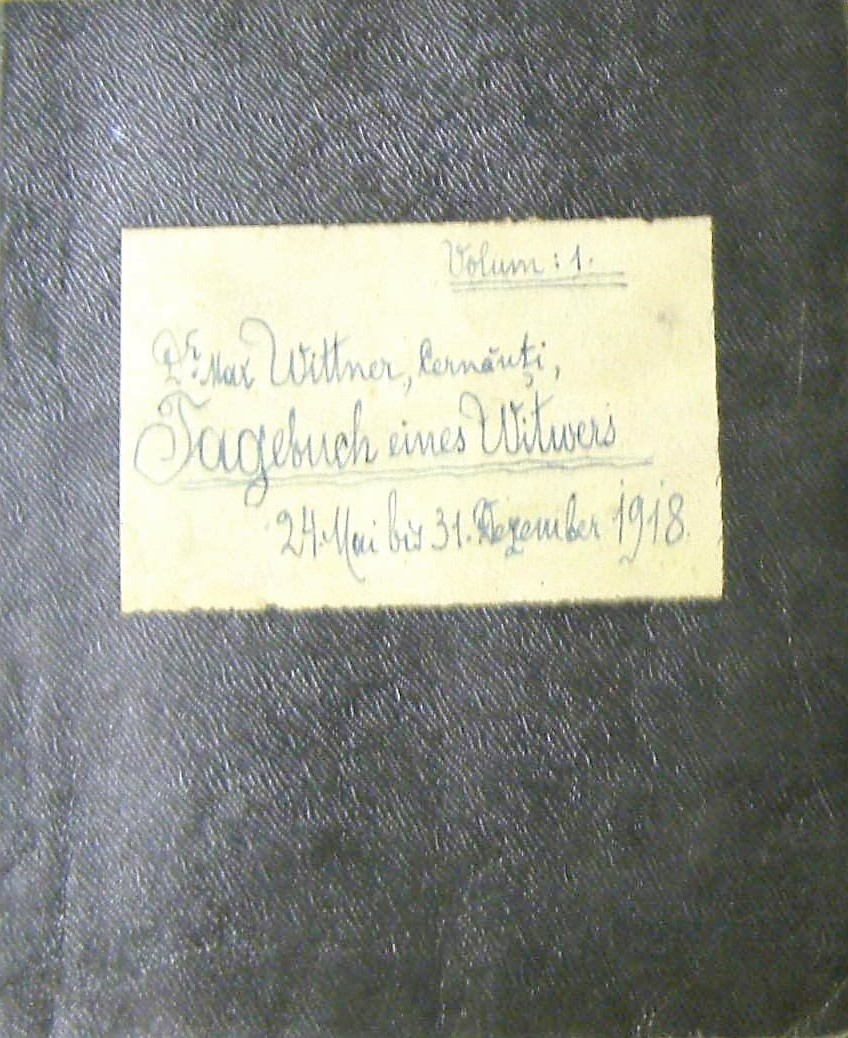 Volum : 1.
Dr. Max Wittner, Cernăuţi,
Tagebuch eines Witwers
24. Mai bis 31. Dezember 1918.